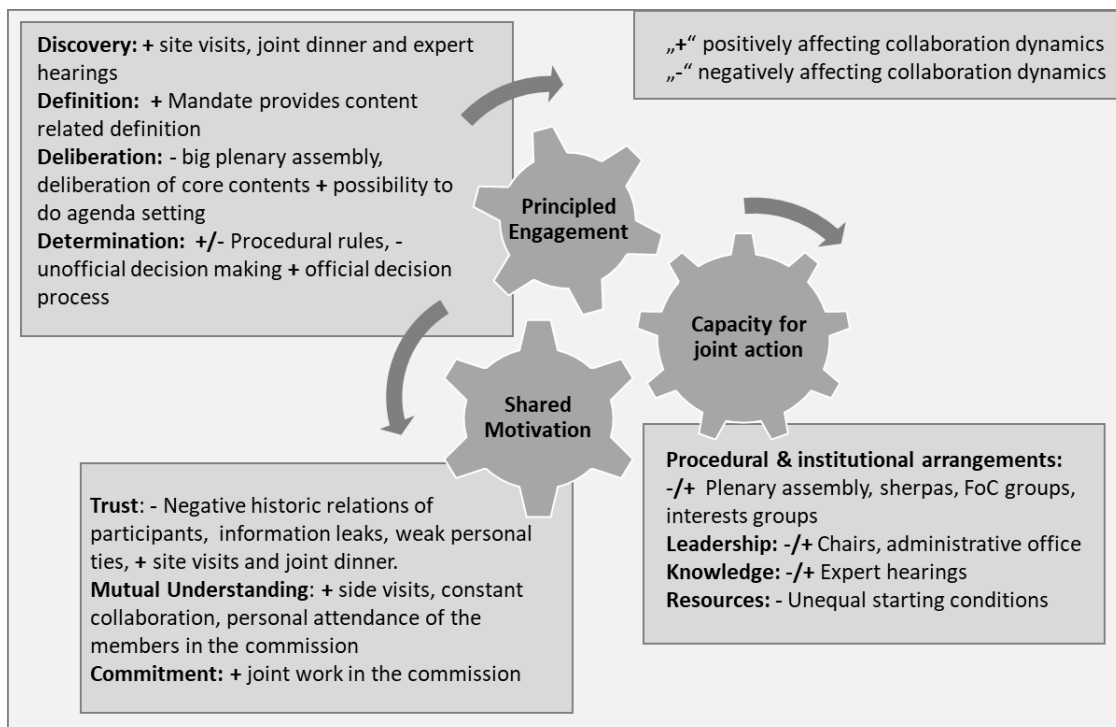 Discovery: + site visits, joint dinner and expert
hearings
Definition: + Mandate provides content
related definition
Deliberation: - big plenary assembly,
deliberation of core contents + possibility to
do agenda setting
Determination: +/- Procedural rules, -
unofficial decision making + official decision
process
„+“ positively affecting collaboration dynamics
„-“ negatively affecting collaboration dynamics
Principled
Engagement
Capacity for
joint action
Shared
Motivation
Trust: - Negative historic relations of
participants, information leaks, weak personal
ties, + site visits and joint dinner.
Mutual Understanding: + side visits, constant
collaboration, personal attendance of the
members in the commission
Commitment: + joint work in the commission
Procedural & institutional arrangements:
-/+ Plenary assembly, sherpas, FoC groups,
interests groups
Leadership: -/+ Chairs, administrative office
Knowledge: -/+ Expert hearings
Resources: - Unequal starting conditions